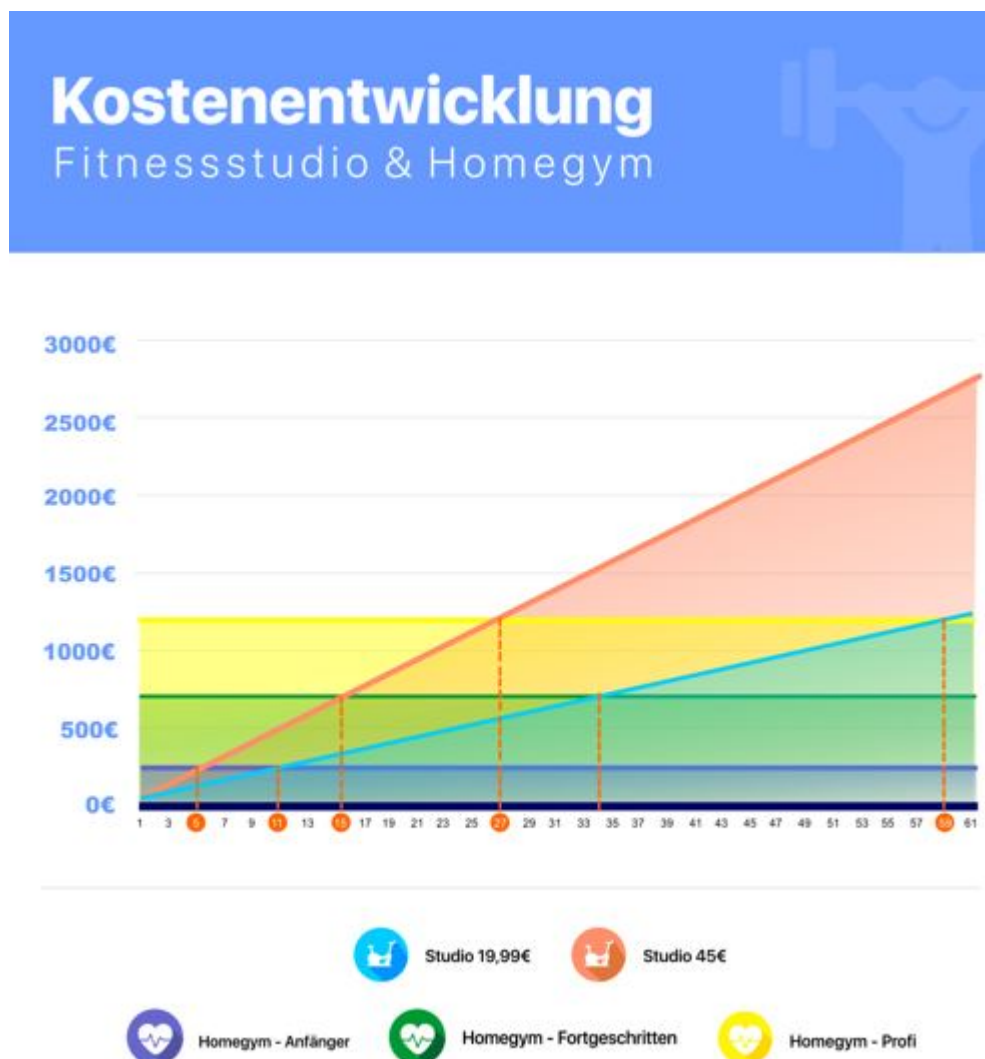 Kostenentwicklung
Fitnessstudio & Homegym
3000€
2500€
2000€
1500€
1000€
500€
0€
1 3 5 7 9 11 13 15 17 19 21 23 25 27 29 31 33 35 37 39 41 43 45 47 49 51 53 55 57 59 61
Studio 19,99€ Studio 45€
Homegym - Anfänger Homegym - Fortgeschritten Homegym - Profi